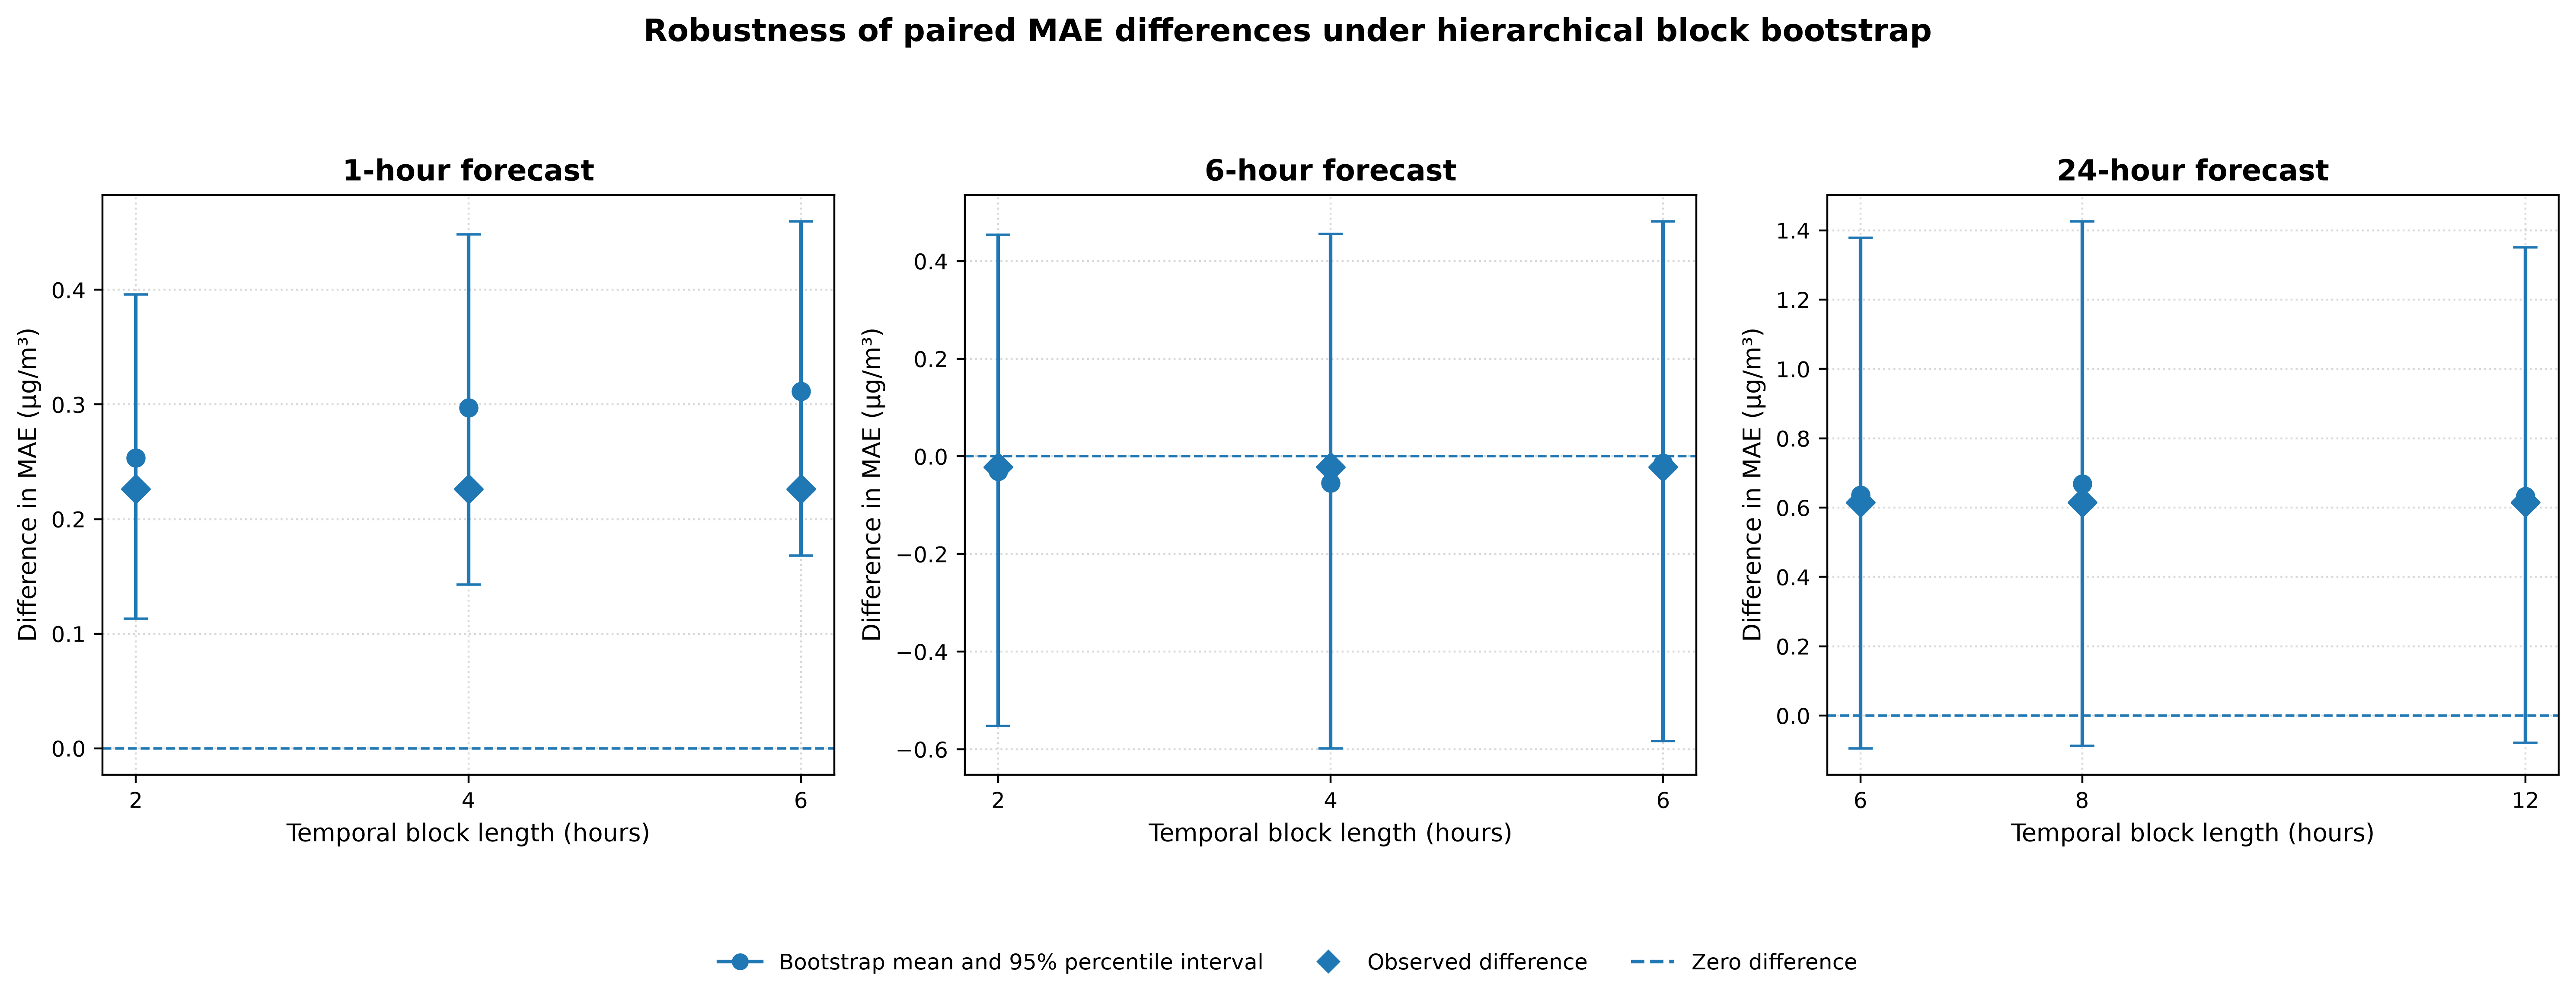 Robustness of paired MAE differences under hierarchical block bootstrap
1-hour forecast
Difference in MAE (µg/m³)
0.4
0.3
0.2
0.1
0.0
2 4 6
Temporal block length (hours)
6-hour forecast
Difference in MAE (µg/m³)
0.4
0.2
0.0
−0.2
−0.4
−0.6
2 4 6
Temporal block length (hours)
24-hour forecast
Difference in MAE (µg/m³)
1.4
1.2
1.0
0.8
0.6
0.4
0.2
0.0
6 8 12
Temporal block length (hours)
Bootstrap mean and 95% percentile interval Observed difference Zero difference